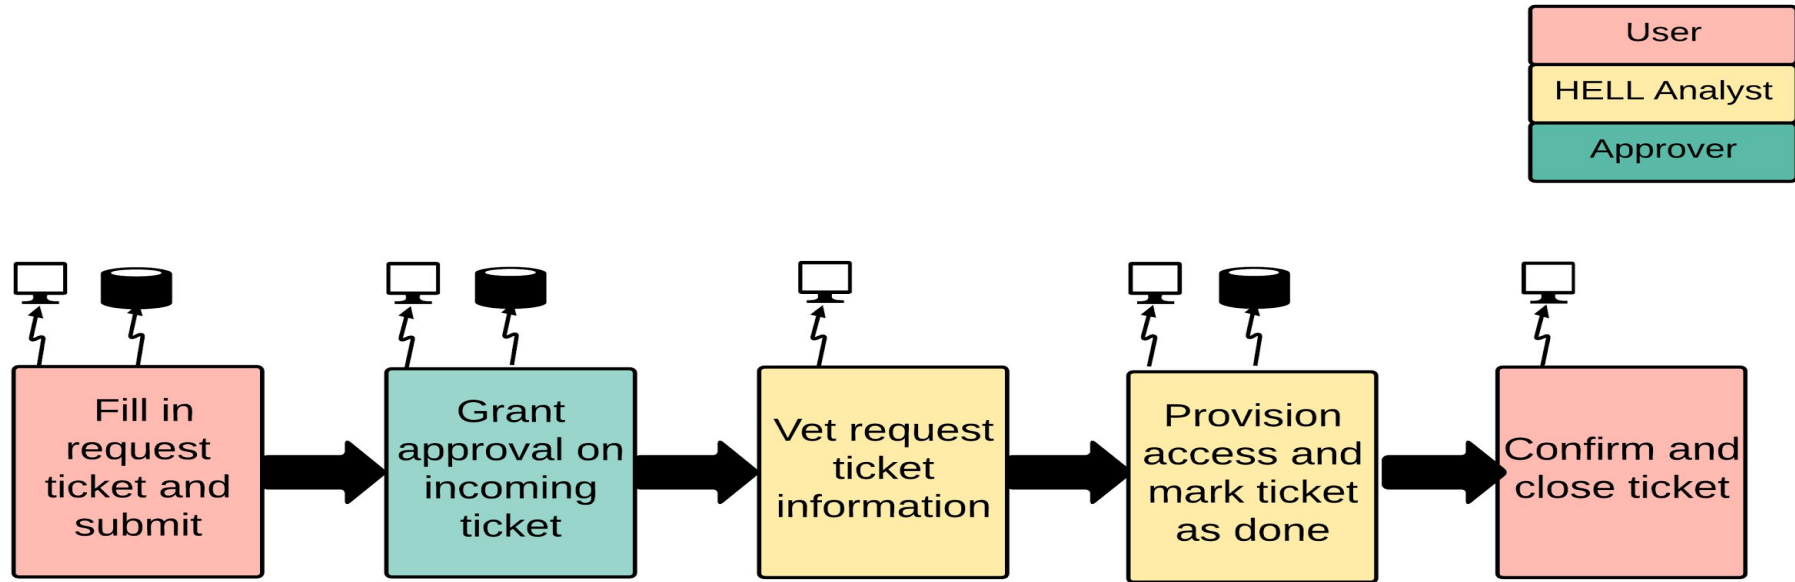 User
HELL Analyst
Approver
Fill in
request
ticket and
submit
Grant
approval on
incoming
ticket
Vet request
ticket
information
Provision
access and
mark ticket
as done
Confirm and
close ticket